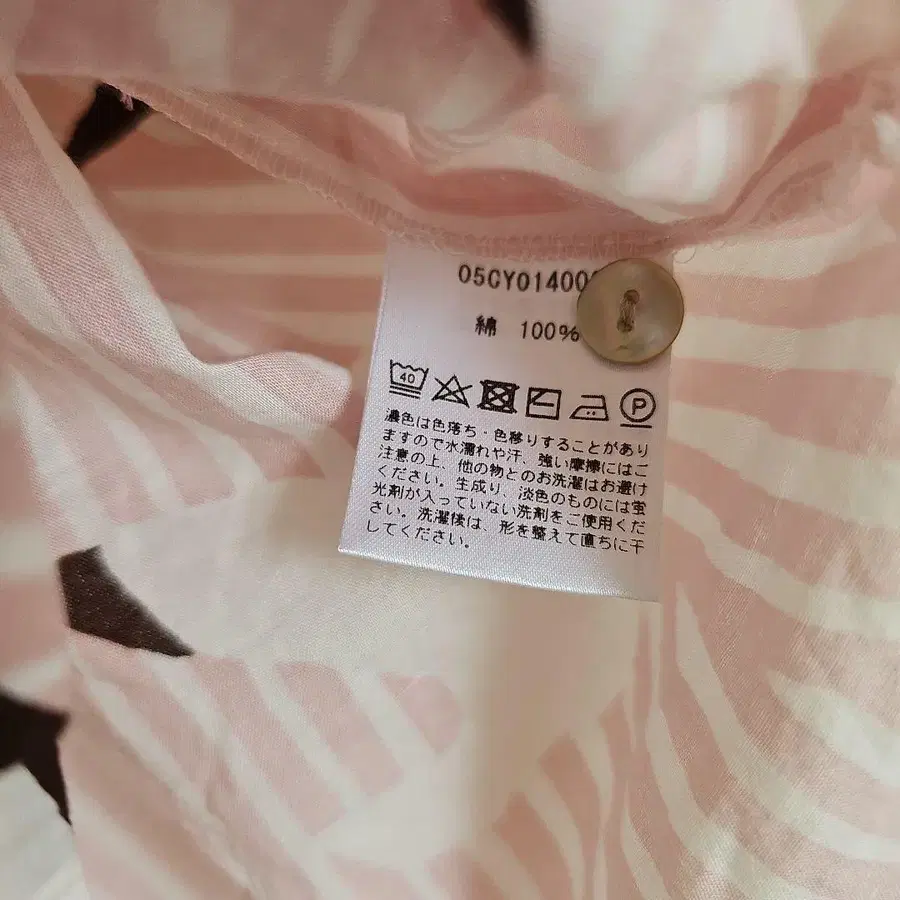 05CY01400
綿 100%
40 P
濃色は色落ち・色移りすることがあり
ますので水濡れや汗、強い摩擦にはご
注意の上、他の物とのお洗濯はお避け
ください。生成り、淡色のものには蛍
光剤が入っていない洗剤をご使用くだ
さい。洗濯後は、形を整えて直ちに干
してください。